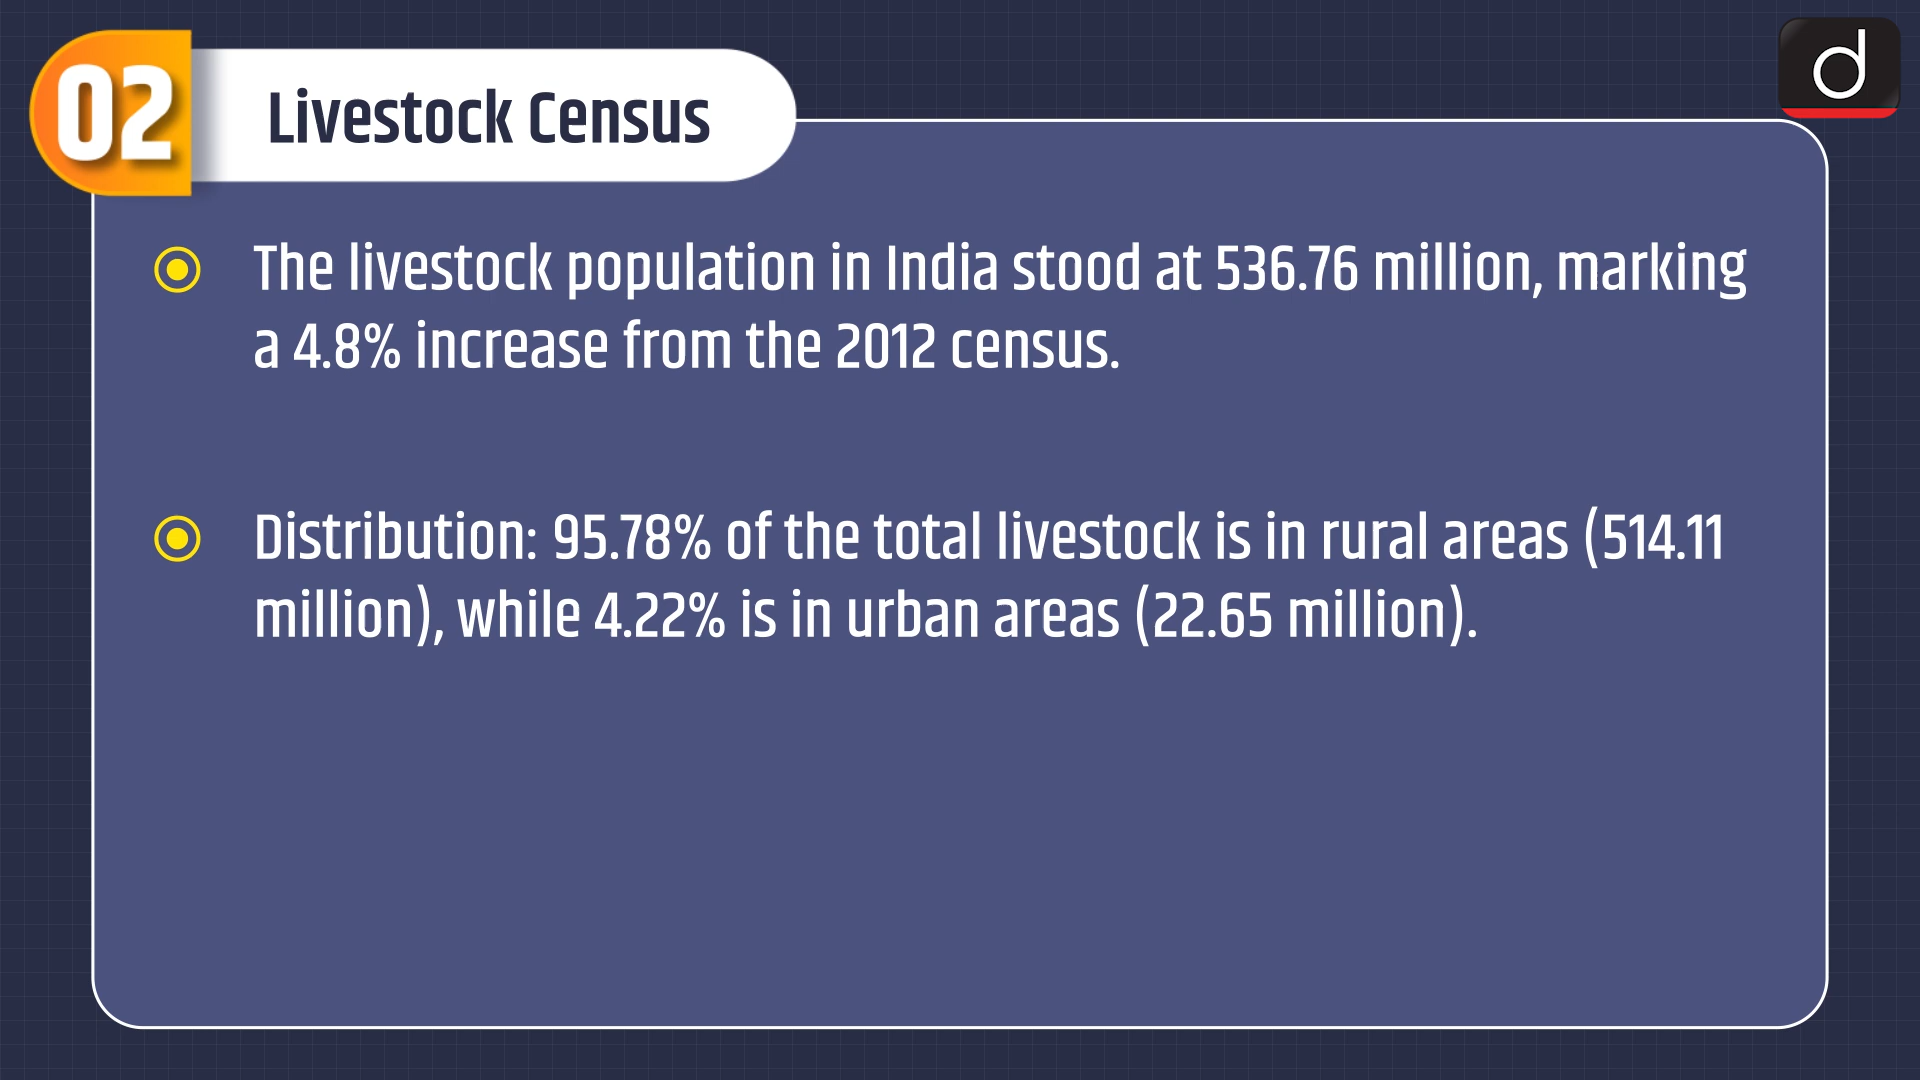 02
Livestock Census
d
The livestock population in India stood at 536.76 million, marking
a 4.8% increase from the 2012 census.
Distribution: 95.78% of the total livestock is in rural areas (514.11
million), while 4.22% is in urban areas (22.65 million).